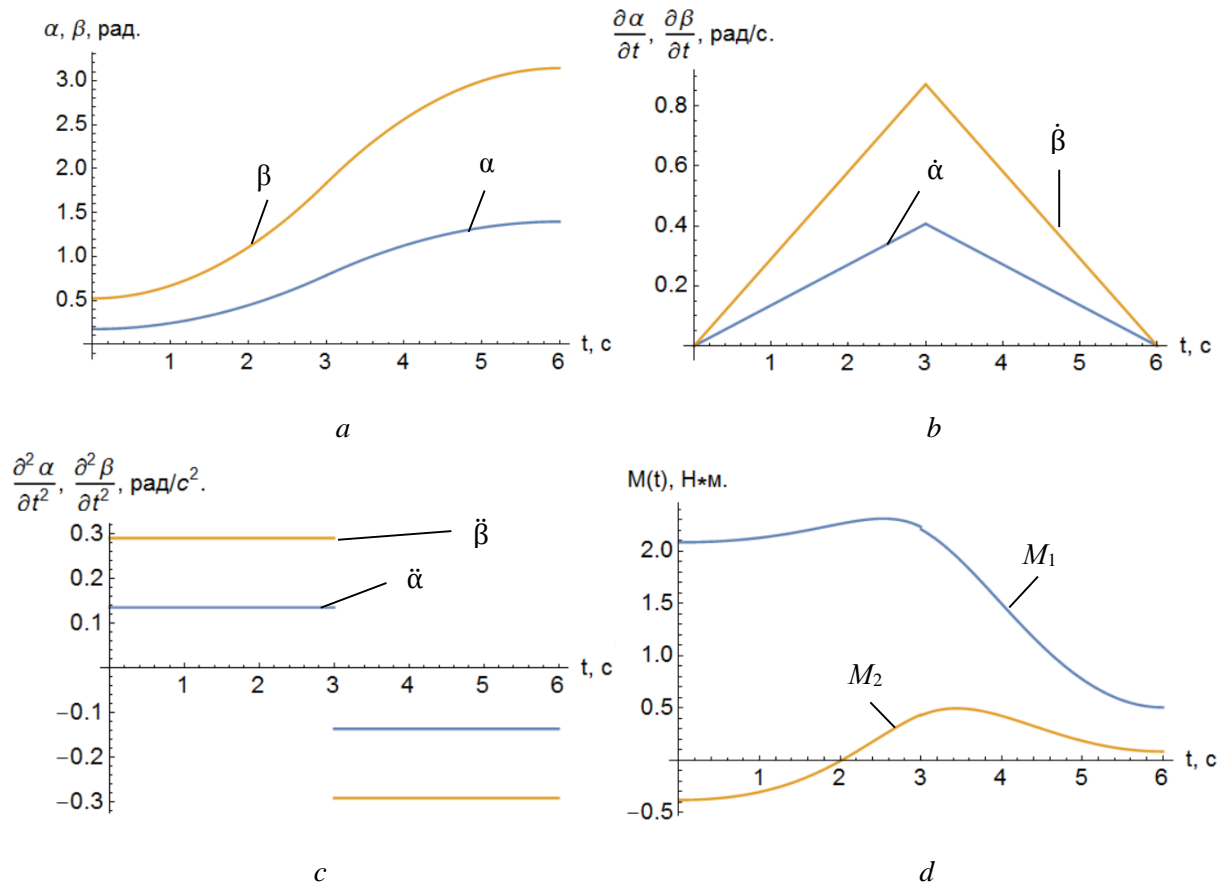 α, β, рад.
3.0
2.5
2.0
1.5
1.0
0.5
β
α
1 2 3 4 5 6
t, c
a
∂α/∂t, ∂β/∂t, рад/с.
0.8
0.6
0.4
0.2
α̇
β̇
1 2 3 4 5 6
t, c
b
∂²α/∂t², ∂²β/∂t², рад/c².
0.3
0.2
0.1
−0.1
−0.2
−0.3
β̈
α̈
1 2 3 4 5 6
t, c
c
M(t), Н*м.
2.0
1.5
1.0
0.5
−0.5
M₁
M₂
1 2 3 4 5 6
t, c
d